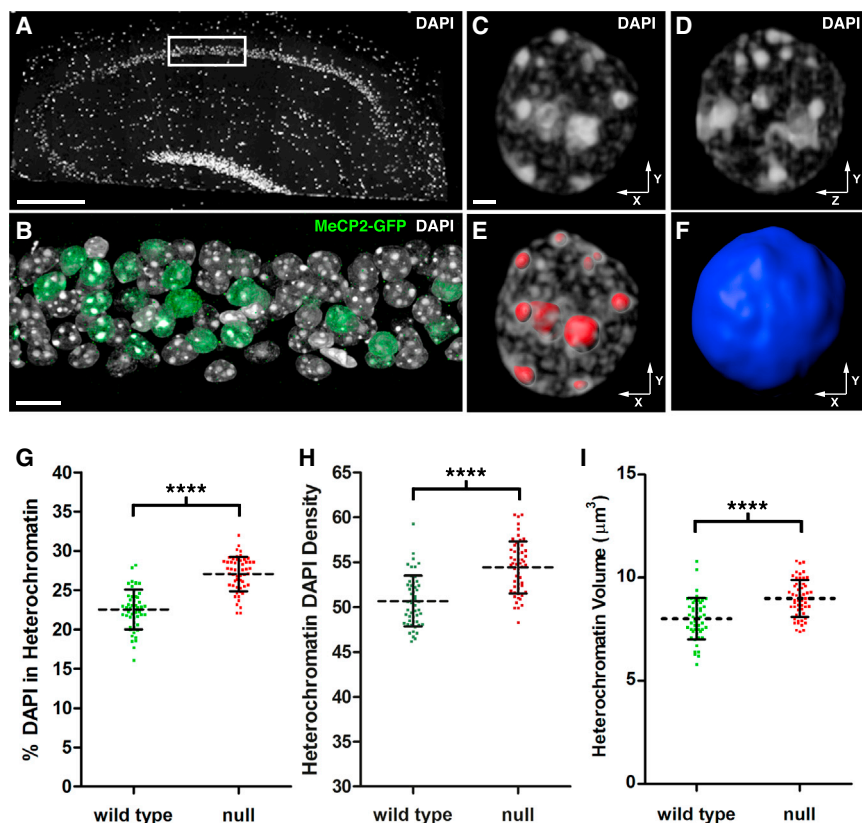 A DAPI
B MeCP2-GFP DAPI
C DAPI
X Y
D DAPI
Z Y
E
X Y
F
X Y
G
% DAPI in Heterochromatin
40
35
30
25
20
15
10
5
0
****
wild type null
H
Heterochromatin DAPI Density
65
60
55
50
45
40
35
30
****
wild type null
I
Heterochromatin Volume (μm³)
15
10
5
0
****
wild type null